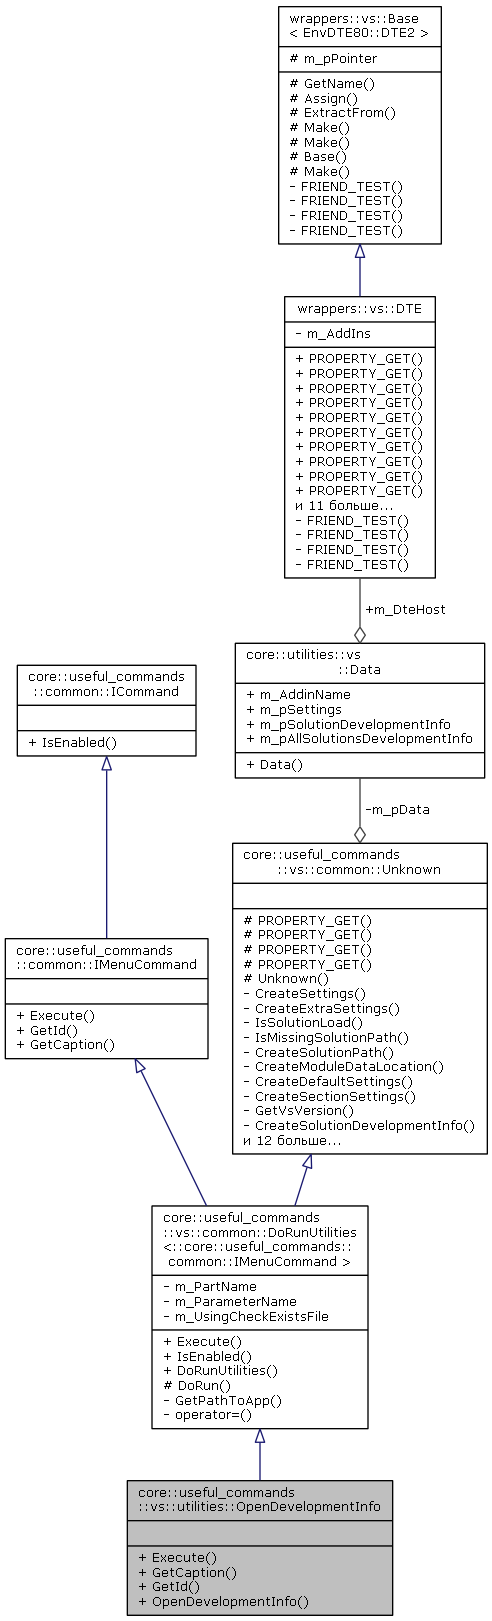 wrappers::vs::Base
< EnvDTE80::DTE2 >
# m_pPointer
# GetName()
# Assign()
# ExtractFrom()
# Make()
# Make()
# Base()
# Make()
- FRIEND_TEST()
- FRIEND_TEST()
- FRIEND_TEST()
- FRIEND_TEST()
wrappers::vs::DTE
- m_AddIns
+ PROPERTY_GET()
+ PROPERTY_GET()
+ PROPERTY_GET()
+ PROPERTY_GET()
+ PROPERTY_GET()
+ PROPERTY_GET()
+ PROPERTY_GET()
+ PROPERTY_GET()
+ PROPERTY_GET()
+ PROPERTY_GET()
и 11 больше...
- FRIEND_TEST()
- FRIEND_TEST()
- FRIEND_TEST()
- FRIEND_TEST()
+m_DteHost
core::utilities::vs
::Data
+ m_AddinName
+ m_pSettings
+ m_pSolutionDevelopmentInfo
+ m_pAllSolutionsDevelopmentInfo
+ Data()
core::useful_commands
::common::ICommand
+ IsEnabled()
-m_pData
core::useful_commands
::vs::common::Unknown
# PROPERTY_GET()
# PROPERTY_GET()
# PROPERTY_GET()
# PROPERTY_GET()
# Unknown()
- CreateSettings()
- CreateExtraSettings()
- IsSolutionLoad()
- IsMissingSolutionPath()
- CreateSolutionPath()
- CreateModuleDataLocation()
- CreateDefaultSettings()
- CreateSectionSettings()
- GetVsVersion()
- CreateSolutionDevelopmentInfo()
и 12 больше...
core::useful_commands
::common::IMenuCommand
+ Execute()
+ GetId()
+ GetCaption()
core::useful_commands
::vs::common::DoRunUtilities
<::core::useful_commands::
common::IMenuCommand >
- m_PartName
- m_ParameterName
- m_UsingCheckExistsFile
+ Execute()
+ IsEnabled()
+ DoRunUtilities()
# DoRun()
- GetPathToApp()
- operator=()
core::useful_commands
::vs::utilities::OpenDevelopmentInfo
+ Execute()
+ GetCaption()
+ GetId()
+ OpenDevelopmentInfo()